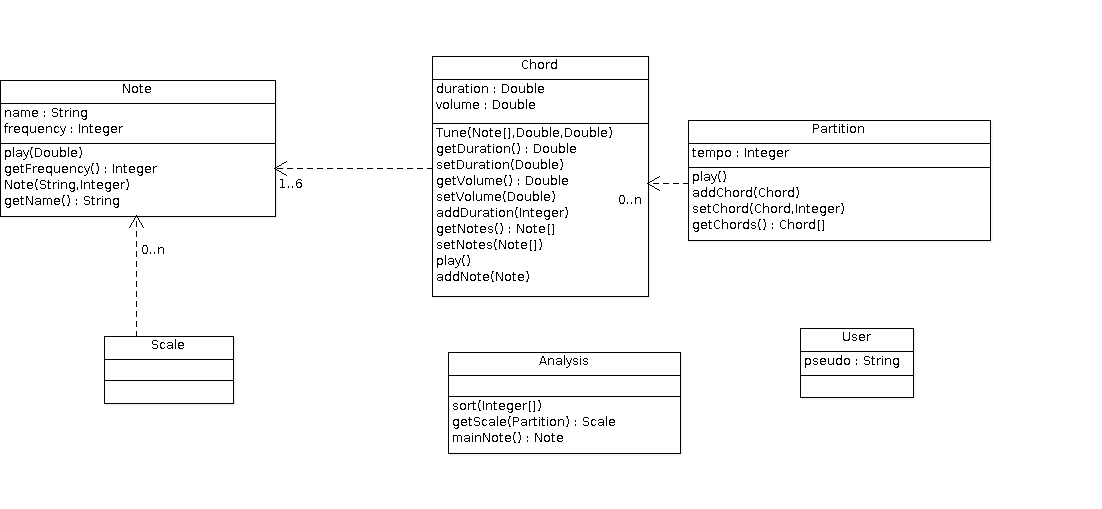 Note
name : String
frequency : Integer
play(Double)
getFrequency() : Integer
Note(String,Integer)
getName() : String
1..6
0..n
Scale
Chord
duration : Double
volume : Double
Tune(Note[],Double,Double)
getDuration() : Double
setDuration(Double)
getVolume() : Double
setVolume(Double)
addDuration(Integer)
getNotes() : Note[]
setNotes(Note[])
play()
addNote(Note)
0..n
Partition
tempo : Integer
play()
addChord(Chord)
setChord(Chord,Integer)
getChords() : Chord[]
Analysis
sort(Integer[])
getScale(Partition) : Scale
mainNote() : Note
User
pseudo : String